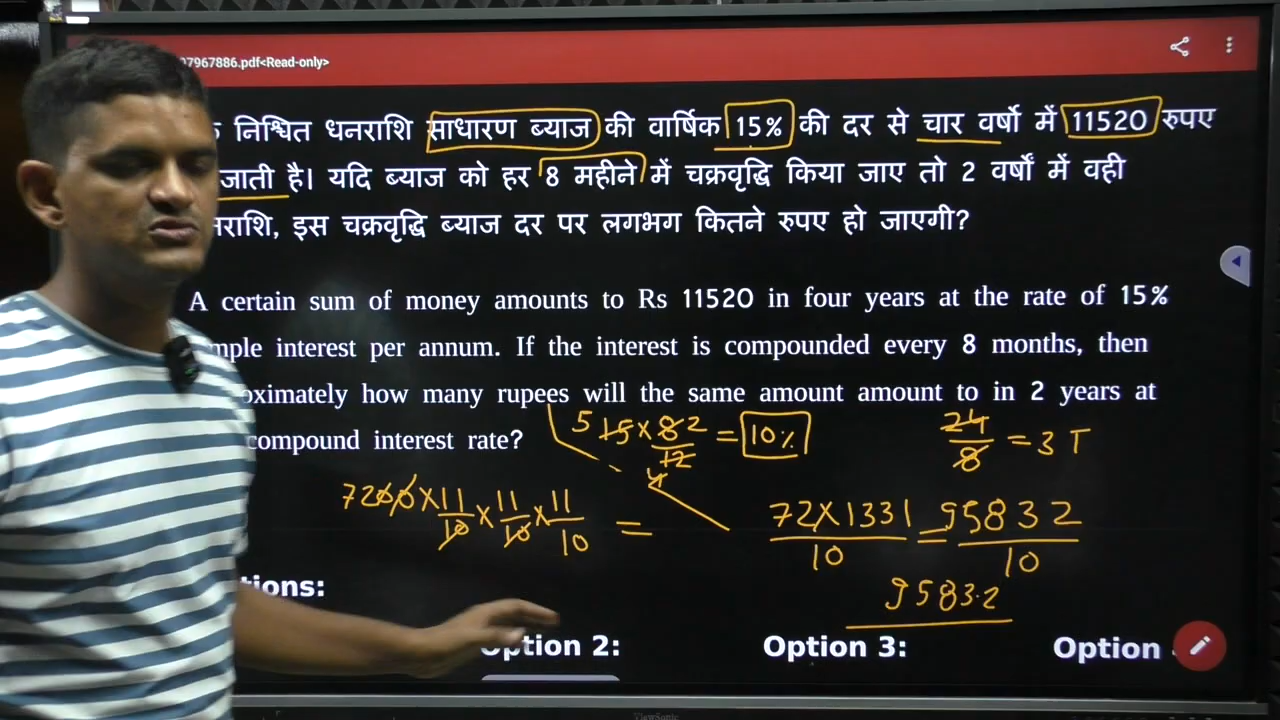 07967886.pdf<Read-only>
निश्चित धनराशि साधारण ब्याज की वार्षिक 15% की दर से चार वर्षो में 11520 रुपए
जाती है। यदि ब्याज को हर 8 महीने में चक्रवृद्धि किया जाए तो 2 वर्षों में वही
नराशि, इस चक्रवृद्धि ब्याज दर पर लगभग कितने रुपए हो जाएगी?
A certain sum of money amounts to Rs 11520 in four years at the rate of 15%
mple interest per annum. If the interest is compounded every 8 months, then
oximately how many rupees will the same amount amount to in 2 years at
compound interest rate?
5 15 × 8 2 / 12 4 = 10%
24/8 = 3 T
7200 × 11/10 × 11/10 × 11/10 =
72×1331/10 = 95832/10
9583.2
tions:
Option 2: Option 3: Option
ViewSonic